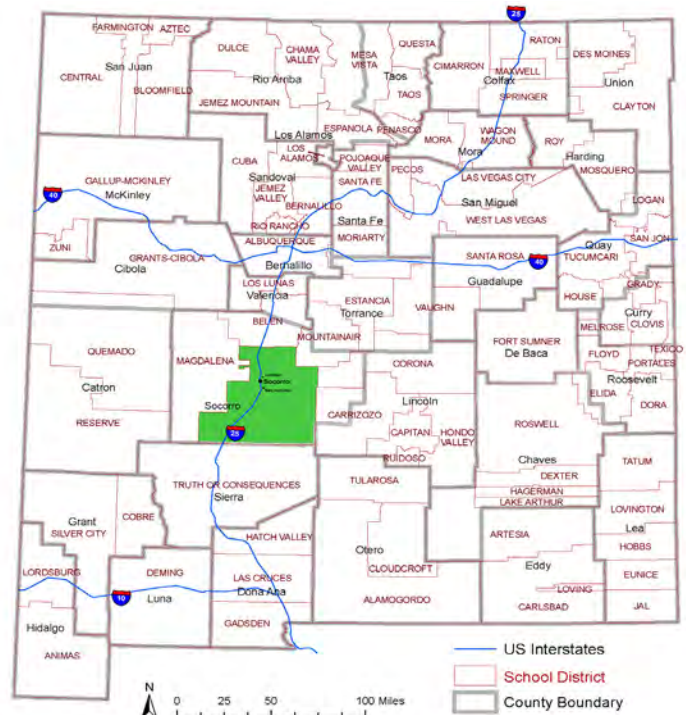 25
FARMINGTON
AZTEC
San Juan
CENTRAL
BLOOMFIELD
DULCE
CHAMA
VALLEY
Rio Arriba
JEMEZ MOUNTAIN
ESPANOLA
MESA
VISTA
QUESTA
Taos
TAOS
PENASCO
CIMARRON
RATON
Colfax
MAXWELL
SPRINGER
DES MOINES
Union
CLAYTON
Los Alamos
LOS
ALAMOS
POJOAQUE
VALLEY
MORA
Mora
WAGON
MOUND
ROY
Harding
MOSQUERO
40
GALLUP-MCKINLEY
McKinley
ZUNI
CUBA
Sandoval
JEMEZ
VALLEY
BERNALILLO
RIO RANCHO
SANTA FE
Santa Fe
MORIARTY
PECOS
LAS VEGAS CITY
San Miguel
WEST LAS VEGAS
LOGAN
SAN JON
Quay
TUCUMCARI
HOUSE
GRANTS-CIBOLA
Cibola
ALBUQUERQUE
Bernalillo
LOS LUNAS
Valencia
BELEN
ESTANCIA
Torrance
MOUNTAINAIR
VAUGHN
SANTA ROSA
40
Guadalupe
GRADY
Curry
CLOVIS
MELROSE
TEXICO
FORT SUMNER
De Baca
FLOYD
PORTALES
Roosevelt
ELIDA
DORA
QUEMADO
Catron
RESERVE
MAGDALENA
Socorro
Socorro
25
CORONA
Lincoln
CARRIZOZO
CAPITAN
HONDO
VALLEY
RUIDOSO
ROSWELL
Chaves
DEXTER
HAGERMAN
LAKE ARTHUR
TATUM
LOVINGTON
Lea
HOBBS
EUNICE
JAL
TRUTH OR CONSEQUENCES
Sierra
TULAROSA
Otero
CLOUDCROFT
ALAMOGORDO
ARTESIA
Eddy
LOVING
CARLSBAD
Grant
SILVER CITY
COBRE
HATCH VALLEY
LORDSBURG
DEMING
10
Luna
LAS CRUCES
Dona Ana
GADSDEN
Hidalgo
ANIMAS
US Interstates
School District
County Boundary
N
0 25 50 100 Miles